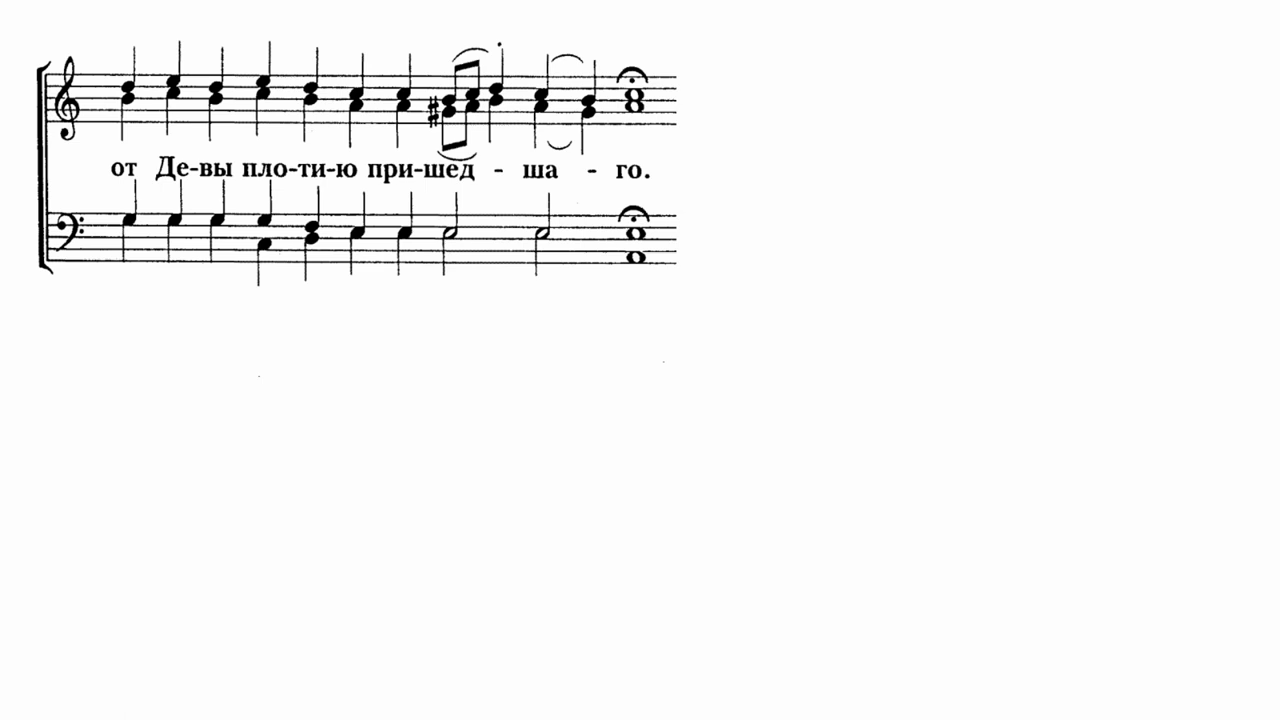 от Де-вы пло-ти-ю при-шед - ша - го.